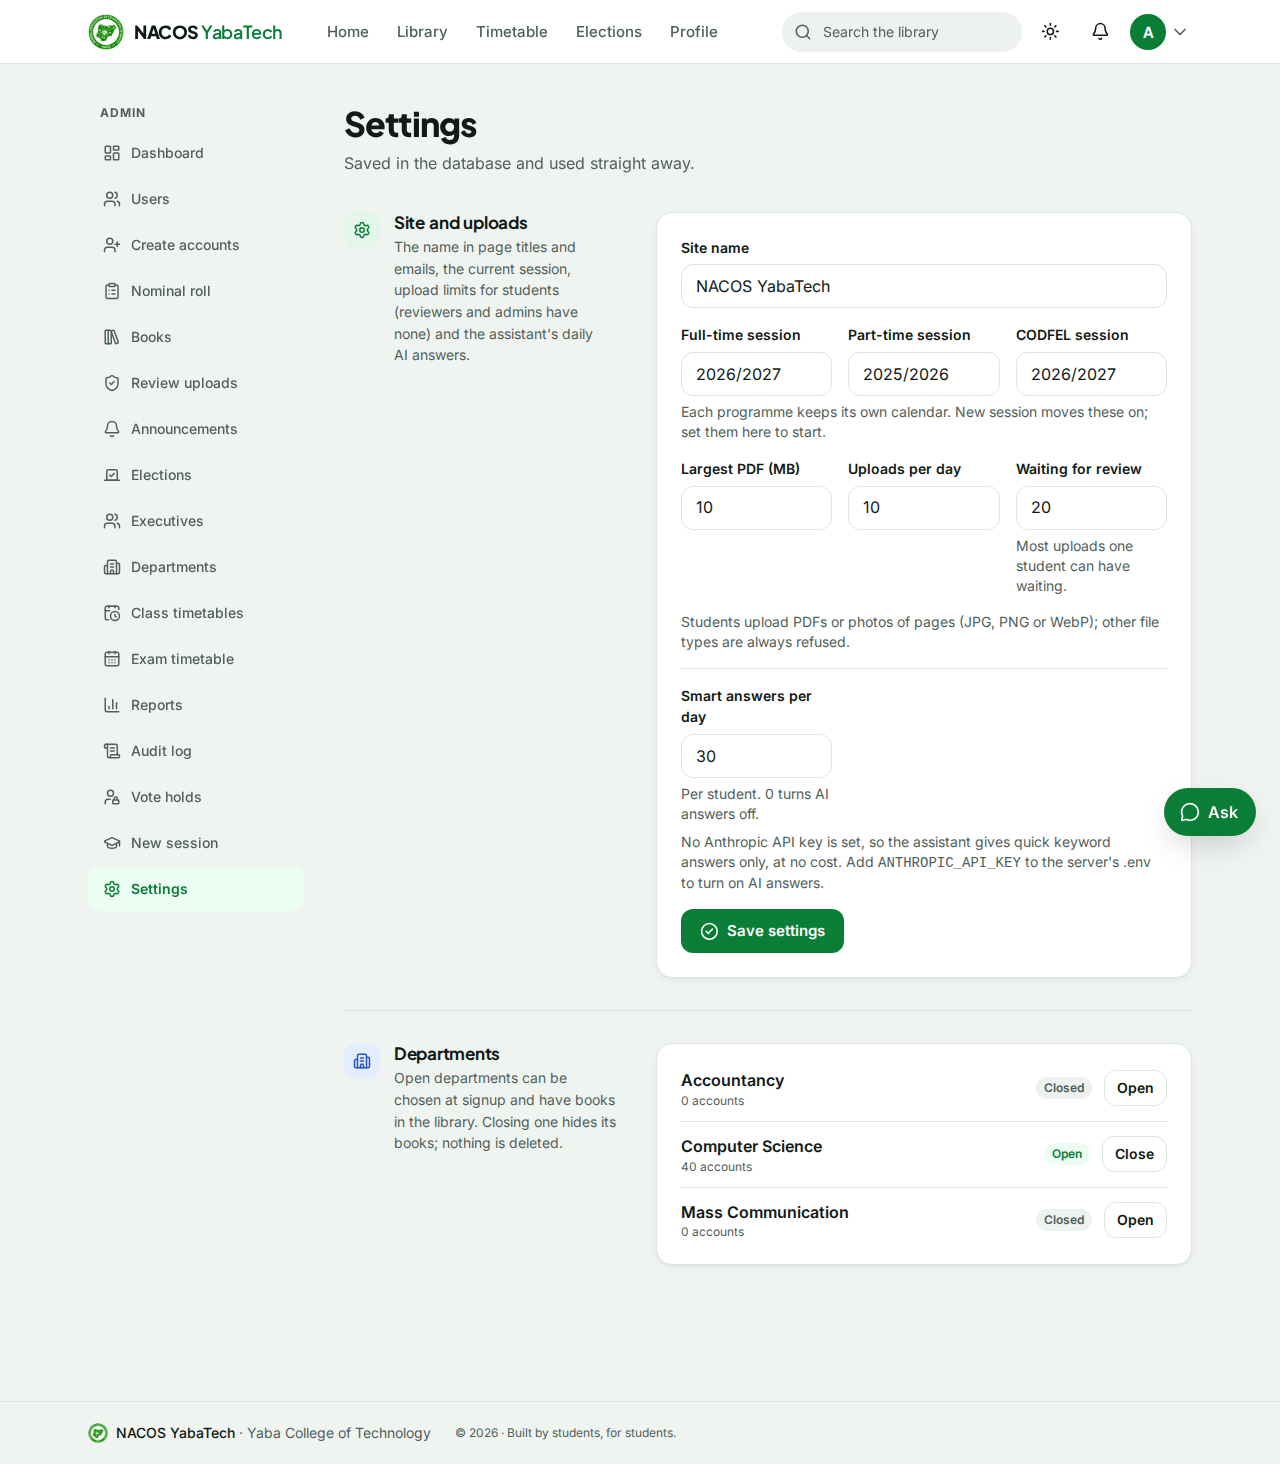 NACOS YabaTech
Home
Library
Timetable
Elections
Profile
Search the library
A
ADMIN
Dashboard
Users
Create accounts
Nominal roll
Books
Review uploads
Announcements
Elections
Executives
Departments
Class timetables
Exam timetable
Reports
Audit log
Vote holds
New session
Settings
Settings
Saved in the database and used straight away.
Site and uploads
The name in page titles and
emails, the current session,
upload limits for students
(reviewers and admins have
none) and the assistant's daily
AI answers.
Site name
NACOS YabaTech
Full-time session
Part-time session
CODFEL session
2026/2027
2025/2026
2026/2027
Each programme keeps its own calendar. New session moves these on;
set them here to start.
Largest PDF (MB)
Uploads per day
Waiting for review
10
10
20
Most uploads one
student can have
waiting.
Students upload PDFs or photos of pages (JPG, PNG or WebP); other file
types are always refused.
Smart answers per
day
30
Per student. 0 turns AI
answers off.
No Anthropic API key is set, so the assistant gives quick keyword
answers only, at no cost. Add ANTHROPIC_API_KEY to the server's .env
to turn on AI answers.
Save settings
Ask
Departments
Open departments can be
chosen at signup and have books
in the library. Closing one hides its
books; nothing is deleted.
Accountancy
0 accounts
Closed
Open
Computer Science
40 accounts
Open
Close
Mass Communication
0 accounts
Closed
Open
NACOS YabaTech · Yaba College of Technology
© 2026 · Built by students, for students.